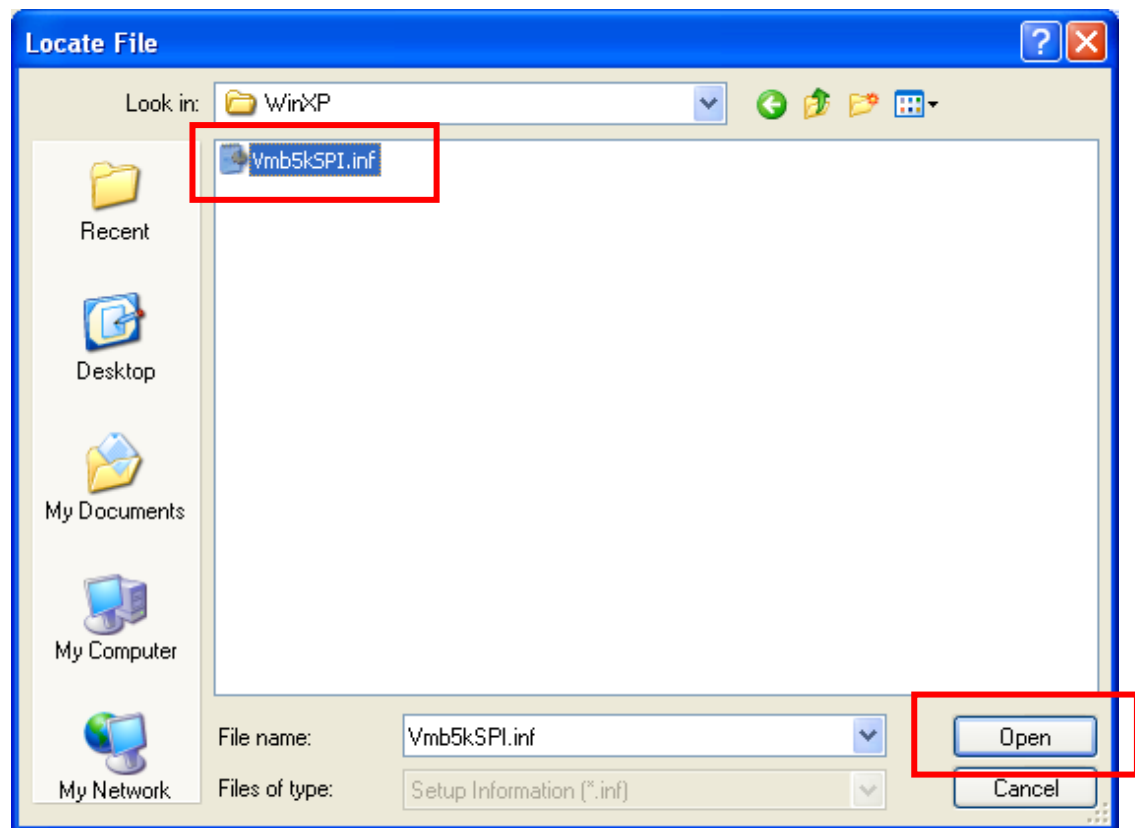 Locate File
Look in:
WinXP
Vmb5kSPI.inf
Recent
Desktop
My Documents
My Computer
My Network
File name:
Vmb5kSPI.inf
Open
Files of type:
Setup Information (*.inf)
Cancel